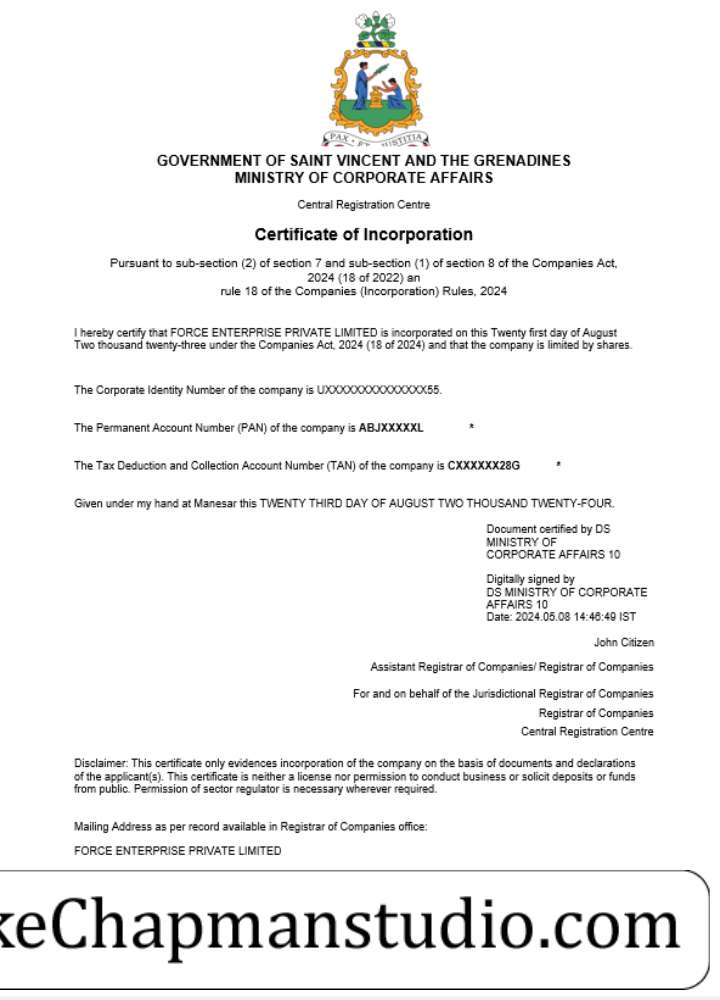 PAX
JUSTITIA
GOVERNMENT OF SAINT VINCENT AND THE GRENADINES
MINISTRY OF CORPORATE AFFAIRS
Central Registration Centre
Certificate of Incorporation
Pursuant to sub-section (2) of section 7 and sub-section (1) of section 8 of the Companies Act,
2024 (18 of 2022) an
rule 18 of the Companies (Incorporation) Rules, 2024
I hereby certify that FORCE ENTERPRISE PRIVATE LIMITED is incorporated on this Twenty first day of August
Two thousand twenty-three under the Companies Act, 2024 (18 of 2024) and that the company is limited by shares.
The Corporate Identity Number of the company is UXXXXXXXXXXXXXX55.
The Permanent Account Number (PAN) of the company is ABJXXXXXL *
The Tax Deduction and Collection Account Number (TAN) of the company is CXXXXXX28G *
Given under my hand at Manesar this TWENTY THIRD DAY OF AUGUST TWO THOUSAND TWENTY-FOUR.
Document certified by DS
MINISTRY OF
CORPORATE AFFAIRS 10
Digitally signed by
DS MINISTRY OF CORPORATE
AFFAIRS 10
Date: 2024.05.08 14:46:49 IST
John Citizen
Assistant Registrar of Companies/ Registrar of Companies
For and on behalf of the Jurisdictional Registrar of Companies
Registrar of Companies
Central Registration Centre
Disclaimer: This certificate only evidences incorporation of the company on the basis of documents and declarations
of the applicant(s). This certificate is neither a license nor permission to conduct business or solicit deposits or funds
from public. Permission of sector regulator is necessary wherever required.
Mailing Address as per record available in Registrar of Companies office:
FORCE ENTERPRISE PRIVATE LIMITED
keChapmanstudio.com